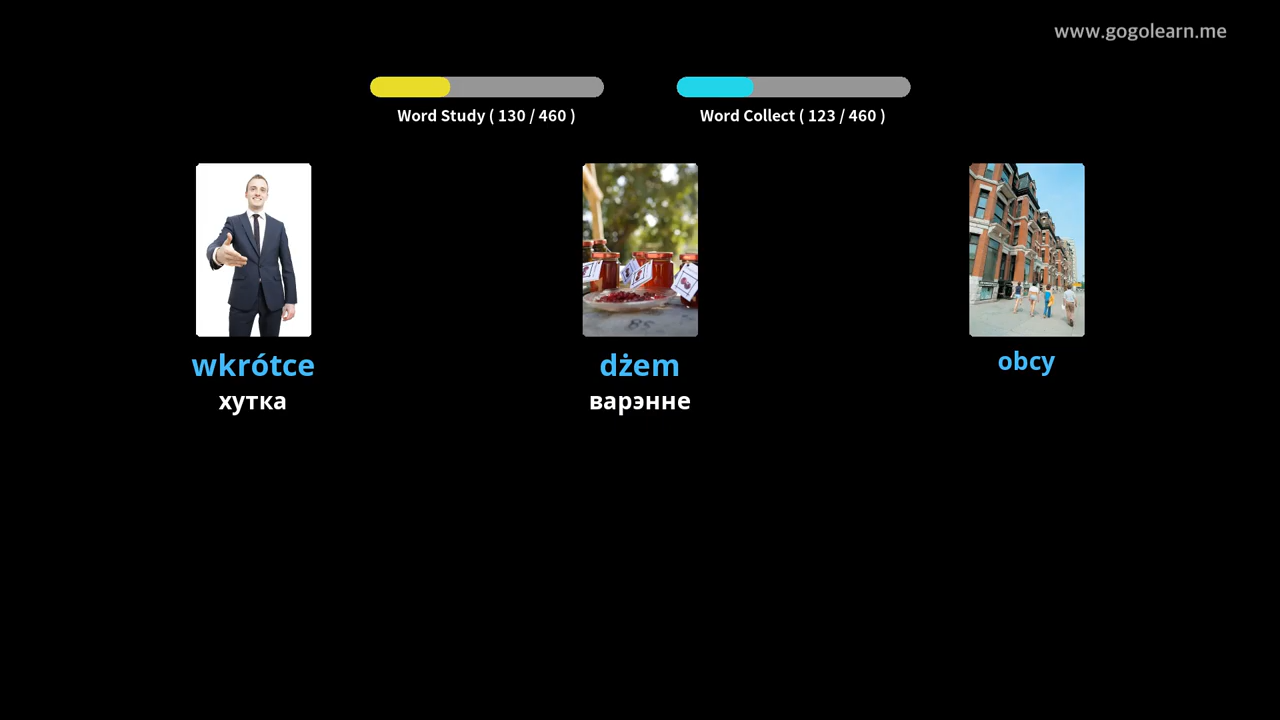 www.gogolearn.me
Word Study ( 130 / 460 )
Word Collect ( 123 / 460 )
wkrótce
хутка
dżem
варэнне
obcy